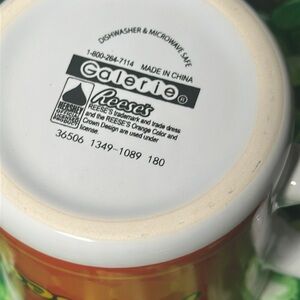 DISHWASHER & MICROWAVE SAFE
1-800-264-7114 MADE IN CHINA
Galerie®
HERSHEY
Reese's
REESE'S trademark and trade dress
and the REESE'S Orange Color and
Crown Design are used under
license.
36506 1349-1089 180